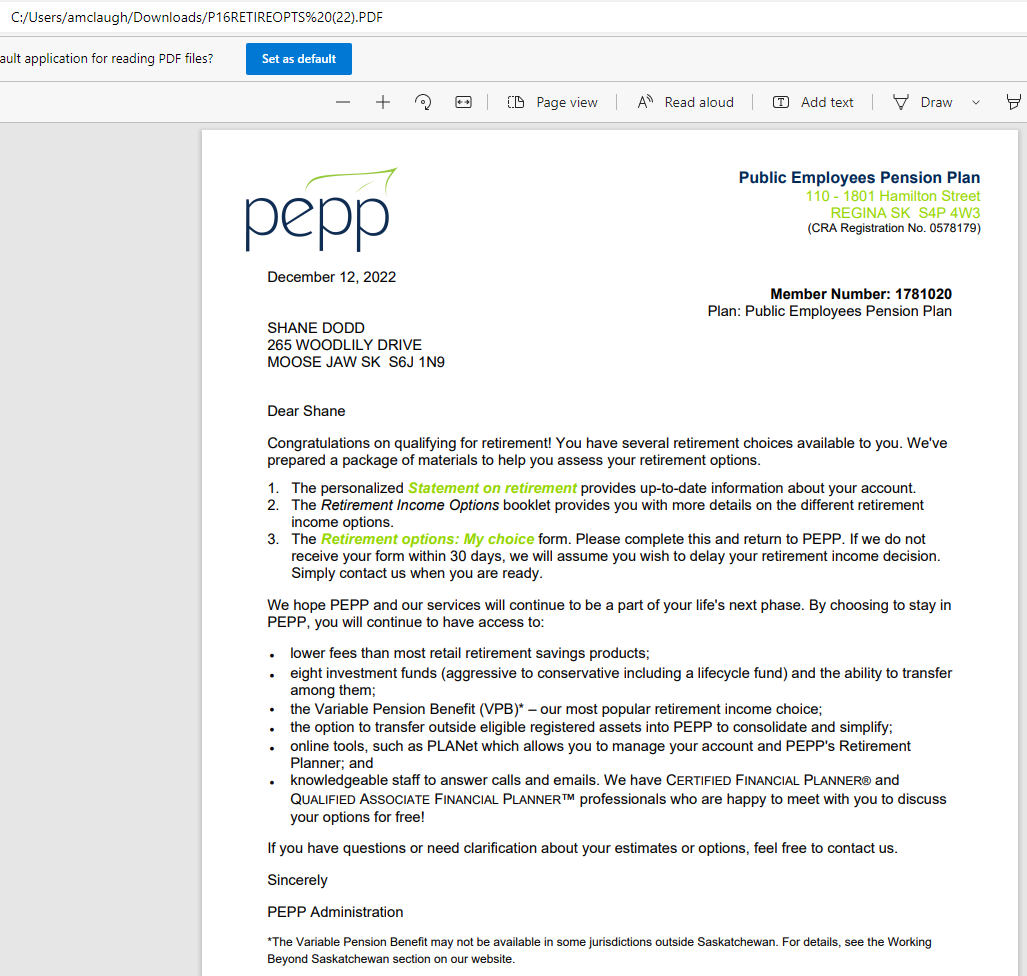 C:/Users/amclaugh/Downloads/P16RETIREOPTS%20(22).PDF
ault application for reading PDF files?
Set as default
Page view
Read aloud
Add text
Draw
pepp
Public Employees Pension Plan
110 - 1801 Hamilton Street
REGINA SK  S4P 4W3
(CRA Registration No. 0578179)
December 12, 2022
Member Number: 1781020
Plan: Public Employees Pension Plan
SHANE DODD
265 WOODLILY DRIVE
MOOSE JAW SK  S6J 1N9
Dear Shane
Congratulations on qualifying for retirement! You have several retirement choices available to you. We've
prepared a package of materials to help you assess your retirement options.
1. The personalized Statement on retirement provides up-to-date information about your account.
2. The Retirement Income Options booklet provides you with more details on the different retirement
income options.
3. The Retirement options: My choice form. Please complete this and return to PEPP. If we do not
receive your form within 30 days, we will assume you wish to delay your retirement income decision.
Simply contact us when you are ready.
We hope PEPP and our services will continue to be a part of your life's next phase. By choosing to stay in
PEPP, you will continue to have access to:
• lower fees than most retail retirement savings products;
• eight investment funds (aggressive to conservative including a lifecycle fund) and the ability to transfer
among them;
• the Variable Pension Benefit (VPB)* – our most popular retirement income choice;
• the option to transfer outside eligible registered assets into PEPP to consolidate and simplify;
• online tools, such as PLANet which allows you to manage your account and PEPP's Retirement
Planner; and
• knowledgeable staff to answer calls and emails. We have CERTIFIED FINANCIAL PLANNER® and
QUALIFIED ASSOCIATE FINANCIAL PLANNER™ professionals who are happy to meet with you to discuss
your options for free!
If you have questions or need clarification about your estimates or options, feel free to contact us.
Sincerely
PEPP Administration
*The Variable Pension Benefit may not be available in some jurisdictions outside Saskatchewan. For details, see the Working
Beyond Saskatchewan section on our website.